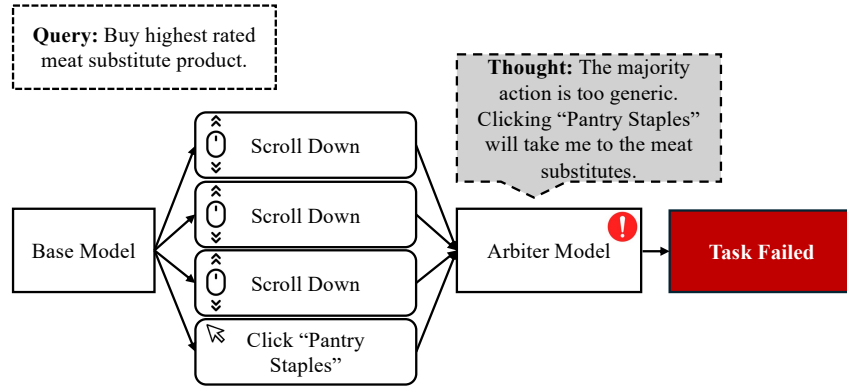 Query: Buy highest rated
meat substitute product.
Thought: The majority
action is too generic.
Clicking “Pantry Staples”
will take me to the meat
substitutes.
Scroll Down
Scroll Down
Base Model
Arbiter Model
!
Task Failed
Scroll Down
Click “Pantry
Staples”